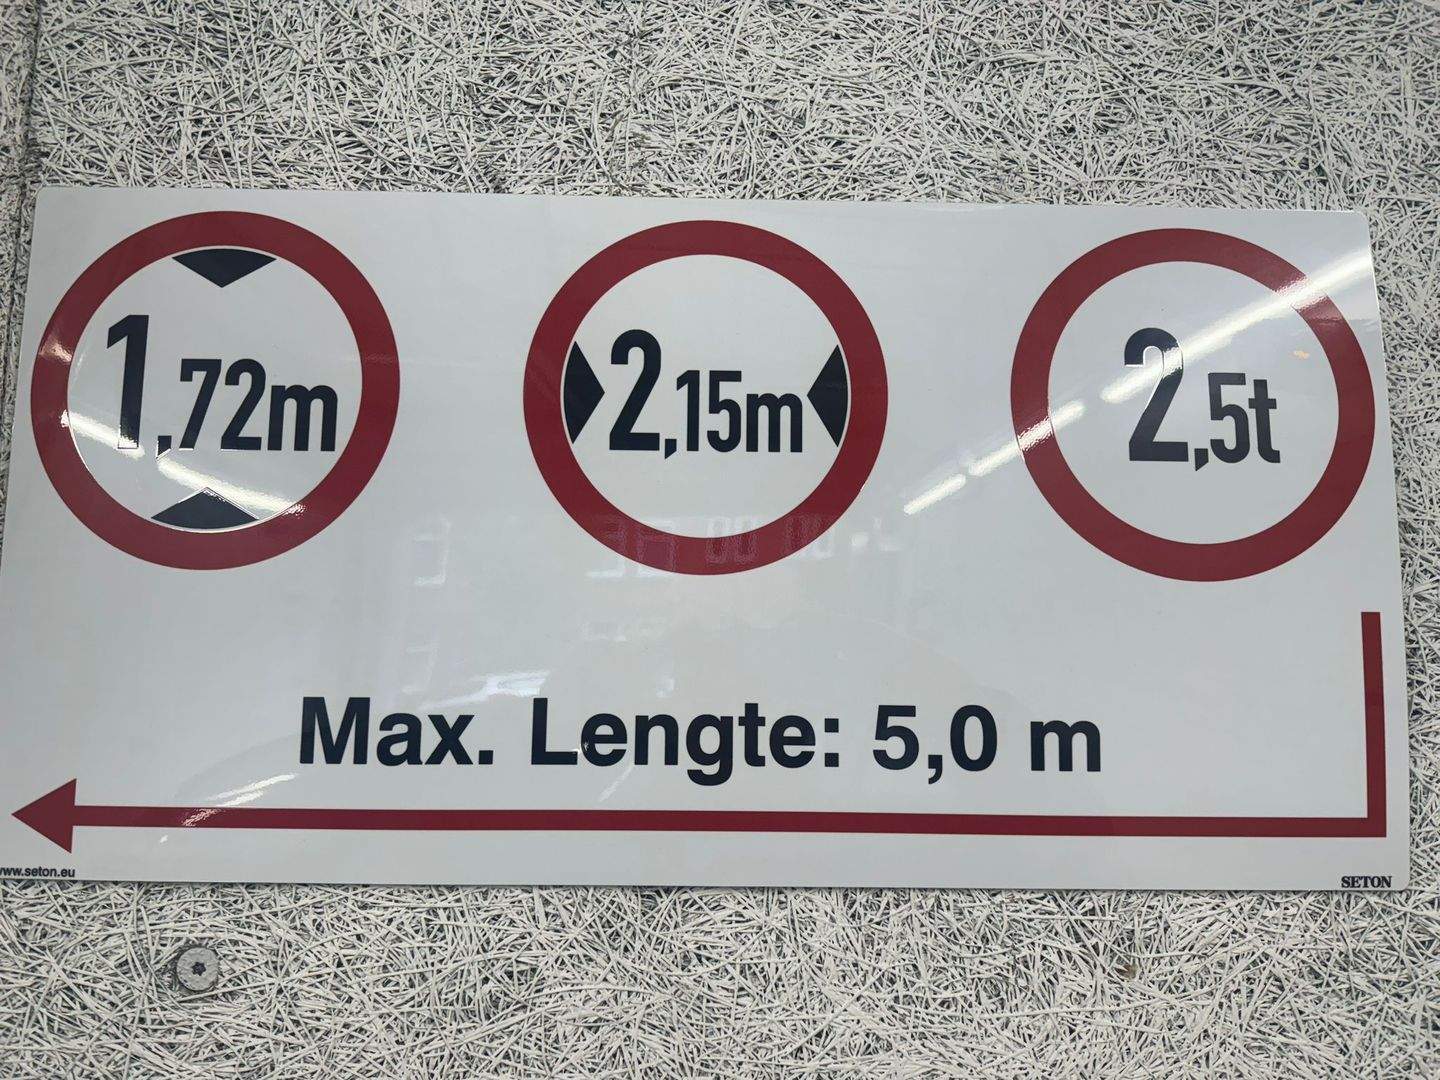 1,72m
2,15m
2,5t
Max. Lengte: 5,0 m
www.seton.eu
SETON